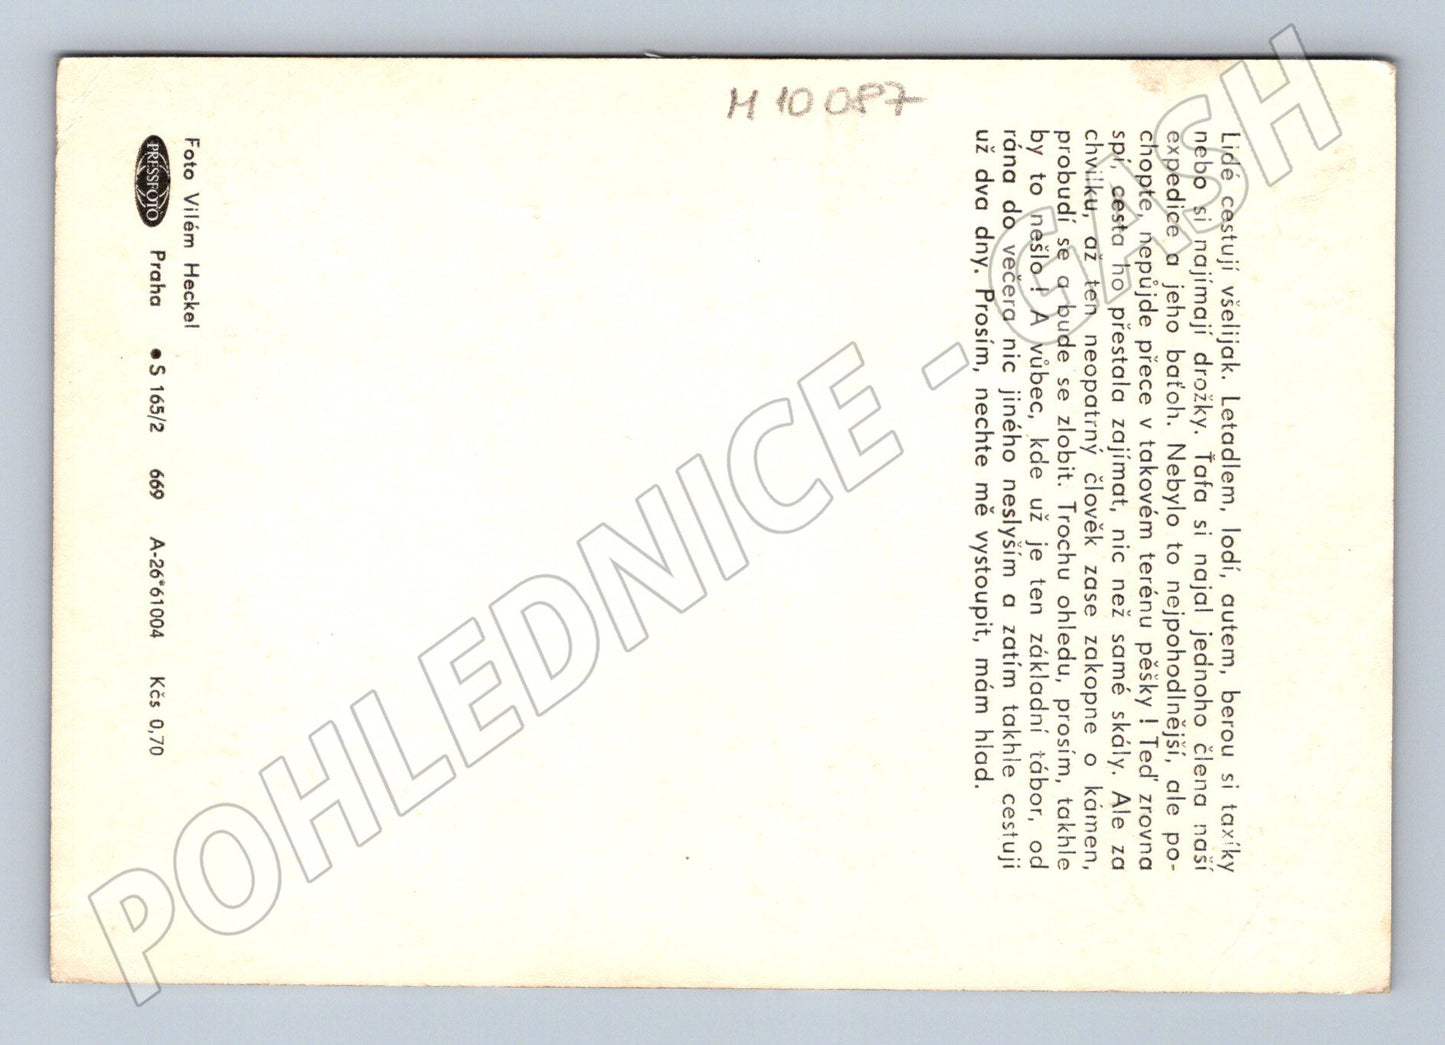 Lidé cestují všelijak. Letadlem, lodí, autem, berou si taxíky
nebo si najímají drožky. Ťafa si najal jednoho člena naší
expedice a jeho baťoh. Nebylo to nejpohodlnější, ale po-
chopte, nepůjde přece v takovém terénu pěšky ! Teď zrovna
spí, cesta ho přestala zajímat, nic než samé skály. Ale za
chvilku, až ten neopatrný člověk zase zakopne o kámen,
probudí se a bude se zlobit. Trochu ohledu, prosím, takhle
by to nešlo ! A vůbec, kde už je ten základní tábor, od
rána do večera nic jiného neslyším a zatím takhle cestuji
už dva dny. Prosím, nechte mě vystoupit, mám hlad.
Foto Vilém Heckel
PRESSFOTO Praha ● S 165/2 669 A-26*61004 Kčs 0,70
M 10 087
POHLEDNICE - GASH